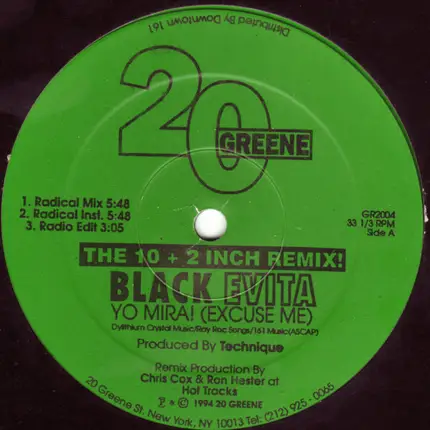 Distributed By Downtown 161
20
GREENE
1. Radical Mix 5:48
2. Radical Inst. 5:48
3. Radio Edit 3:05
GR2004
33 1/3 RPM
Side A
THE 10 + 2 INCH REMIX!
BLACK EVITA
YO MIRA! (EXCUSE ME)
Dylithium Crystal Music/Ray Roc Songs/161 Music(ASCAP)
Produced By Technique
Remix Production By
Chris Cox & Ron Hester at
Hot Tracks
℗ & © 1994 20 GREENE
20 Greene St. New York, NY 10013 Tel: (212) 925 - 0065